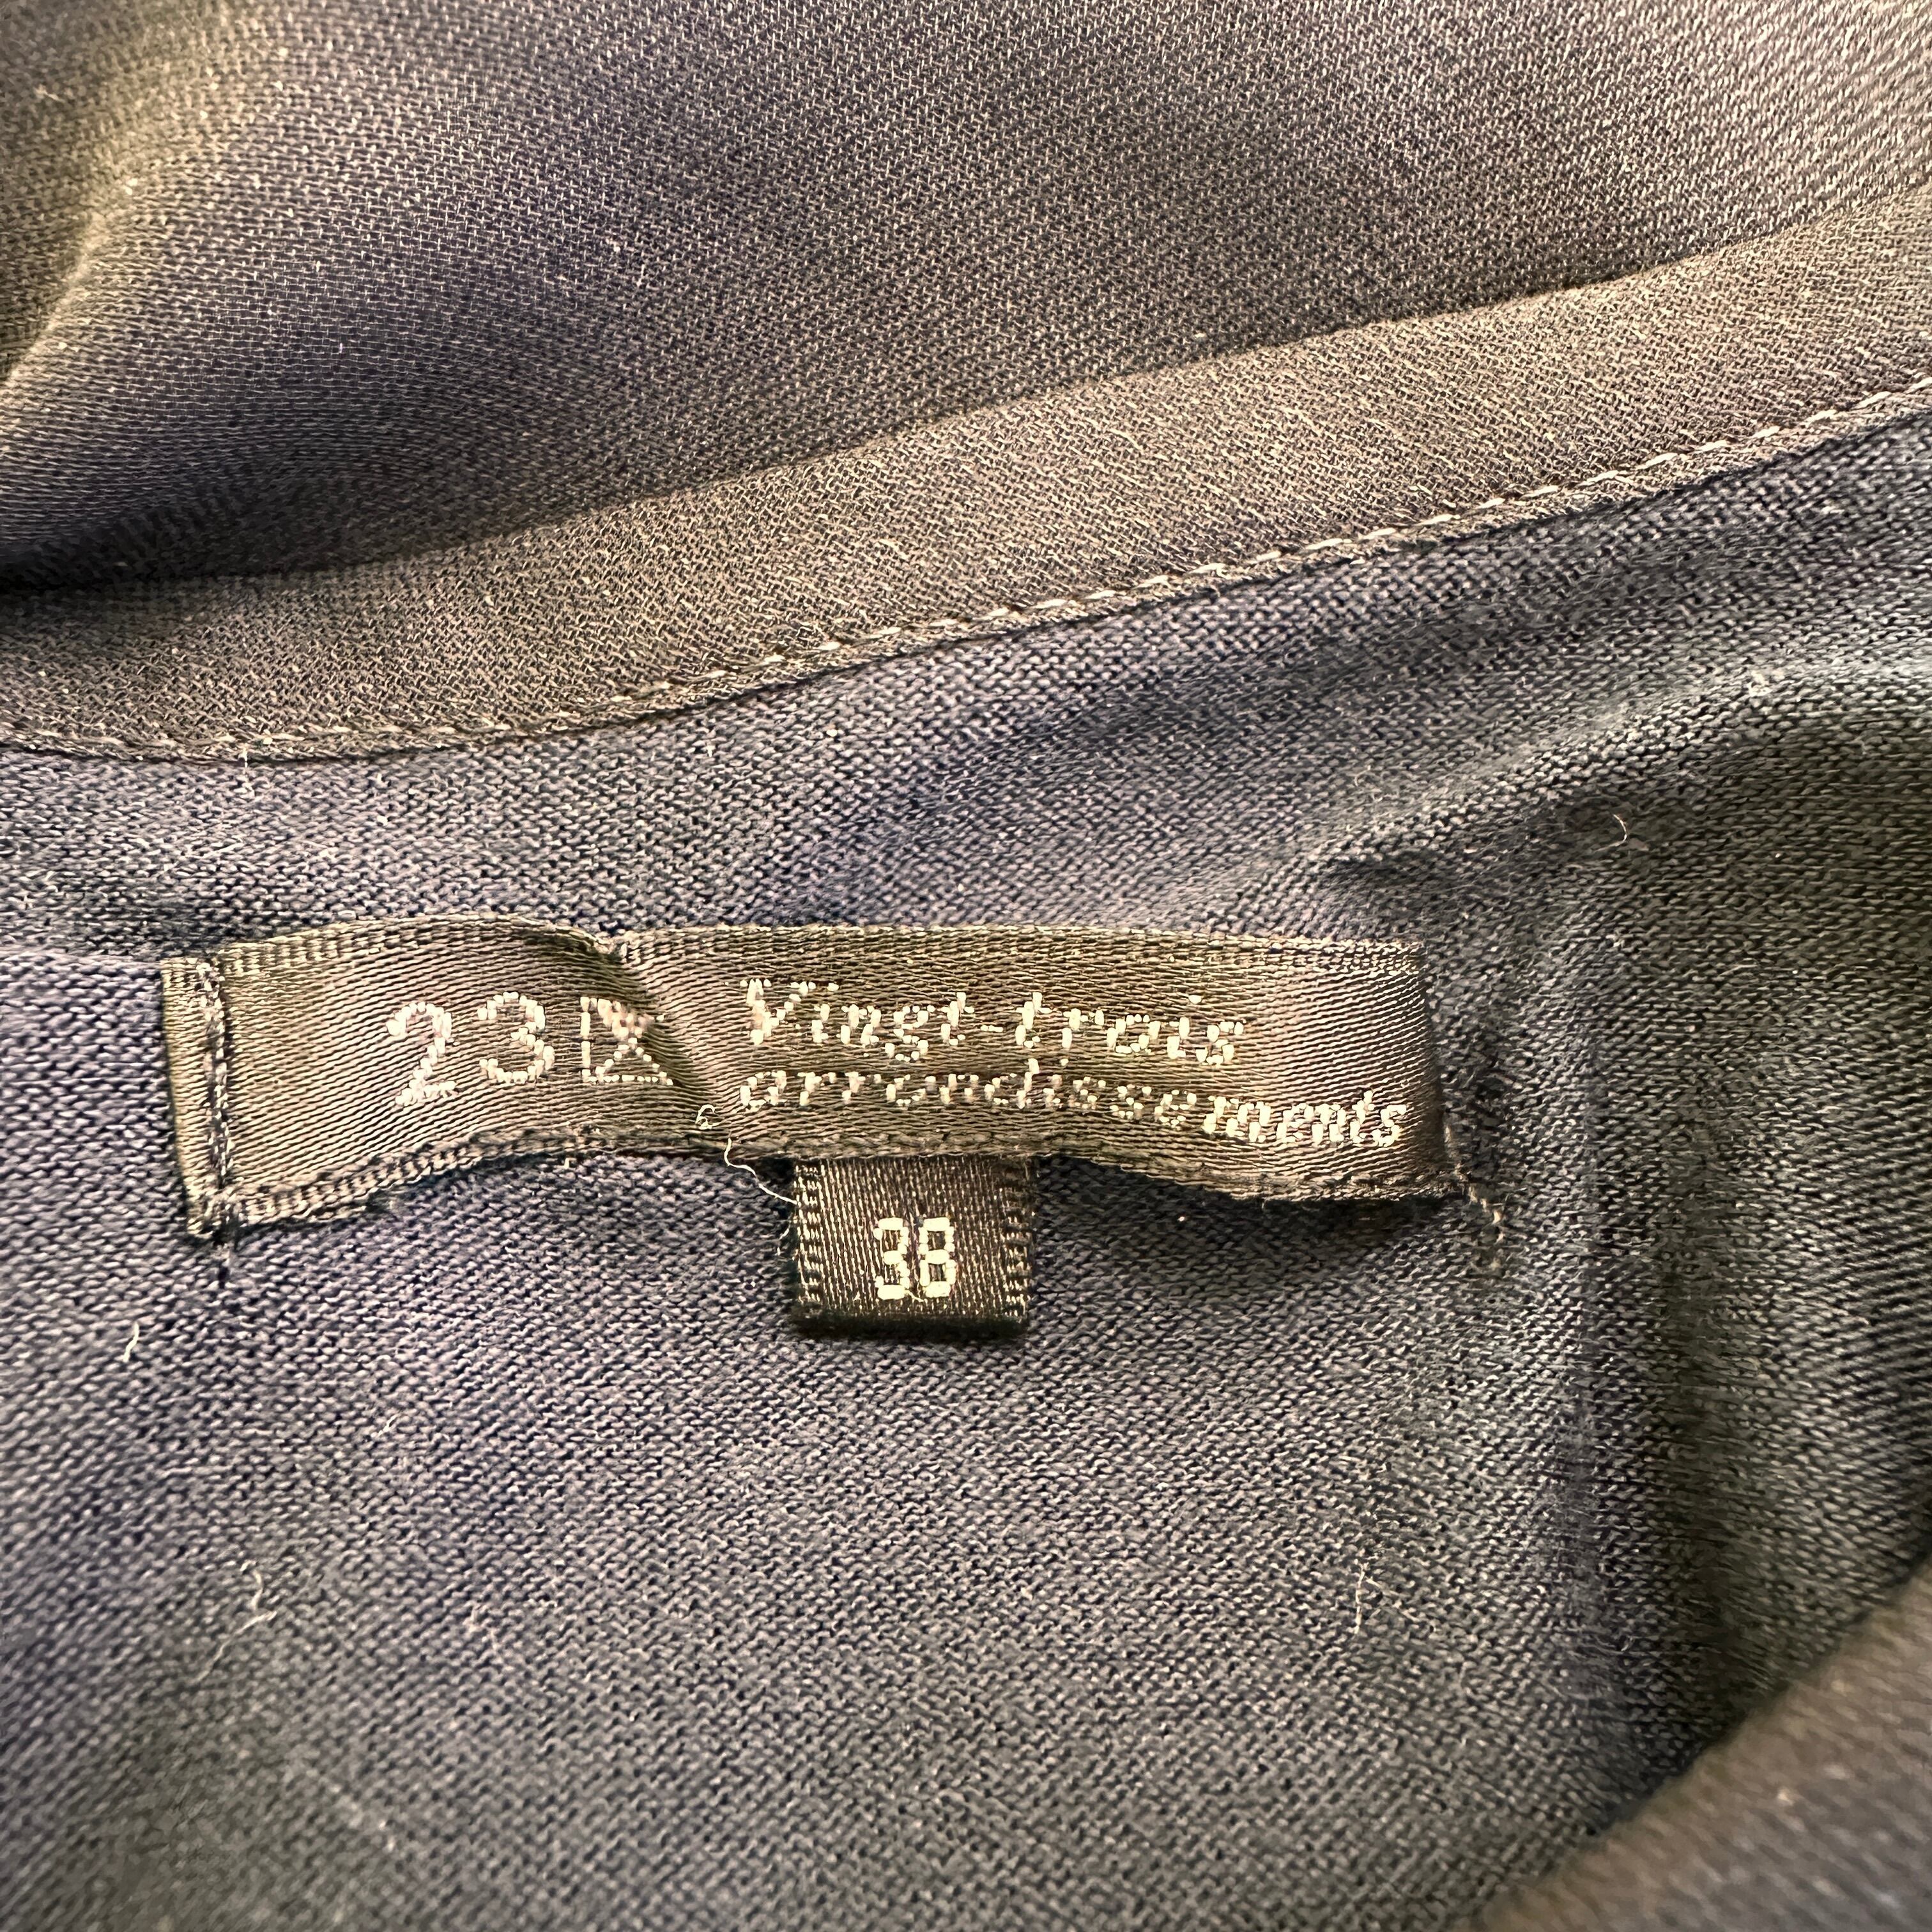 23区 Vingt-trois
arrondissements
38